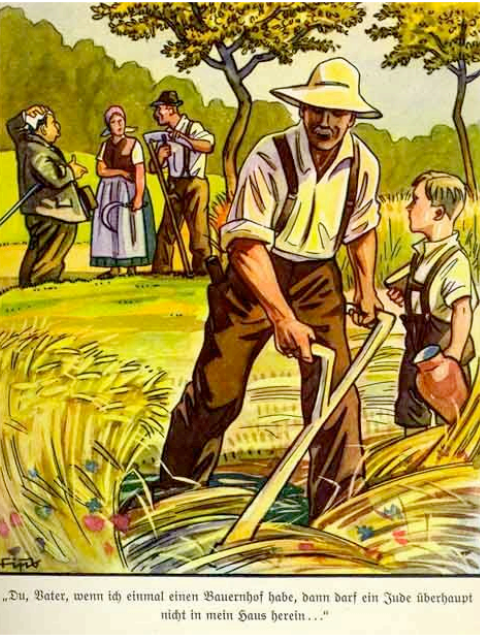 Fips
„Du, Vater, wenn ich einmal einen Bauernhof habe, dann darf ein Jude überhaupt
nicht in mein Haus herein...“